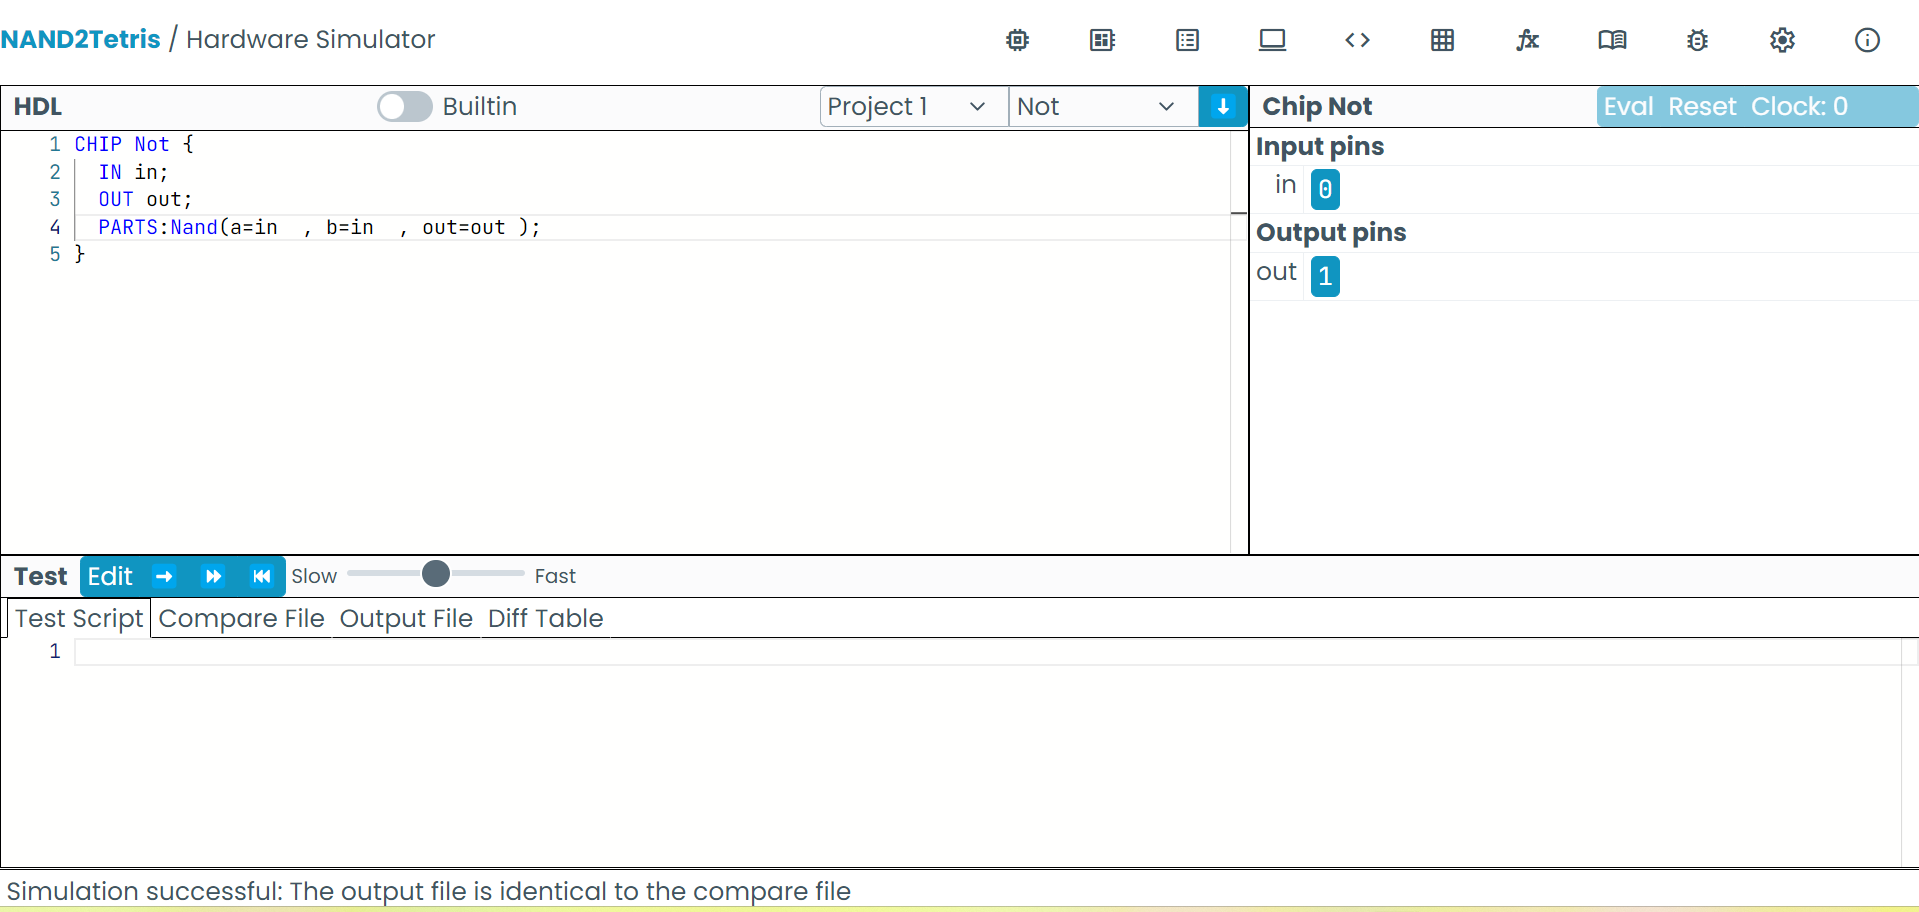 NAND2Tetris / Hardware Simulator
HDL Builtin Project 1 Not
1 CHIP Not {
2 IN in;
3 OUT out;
4 PARTS:Nand(a=in  , b=in  , out=out );
5 }
Chip Not Eval Reset Clock: 0
Input pins
in 0
Output pins
out 1
Test Edit Slow Fast
Test Script Compare File Output File Diff Table
1
Simulation successful: The output file is identical to the compare file